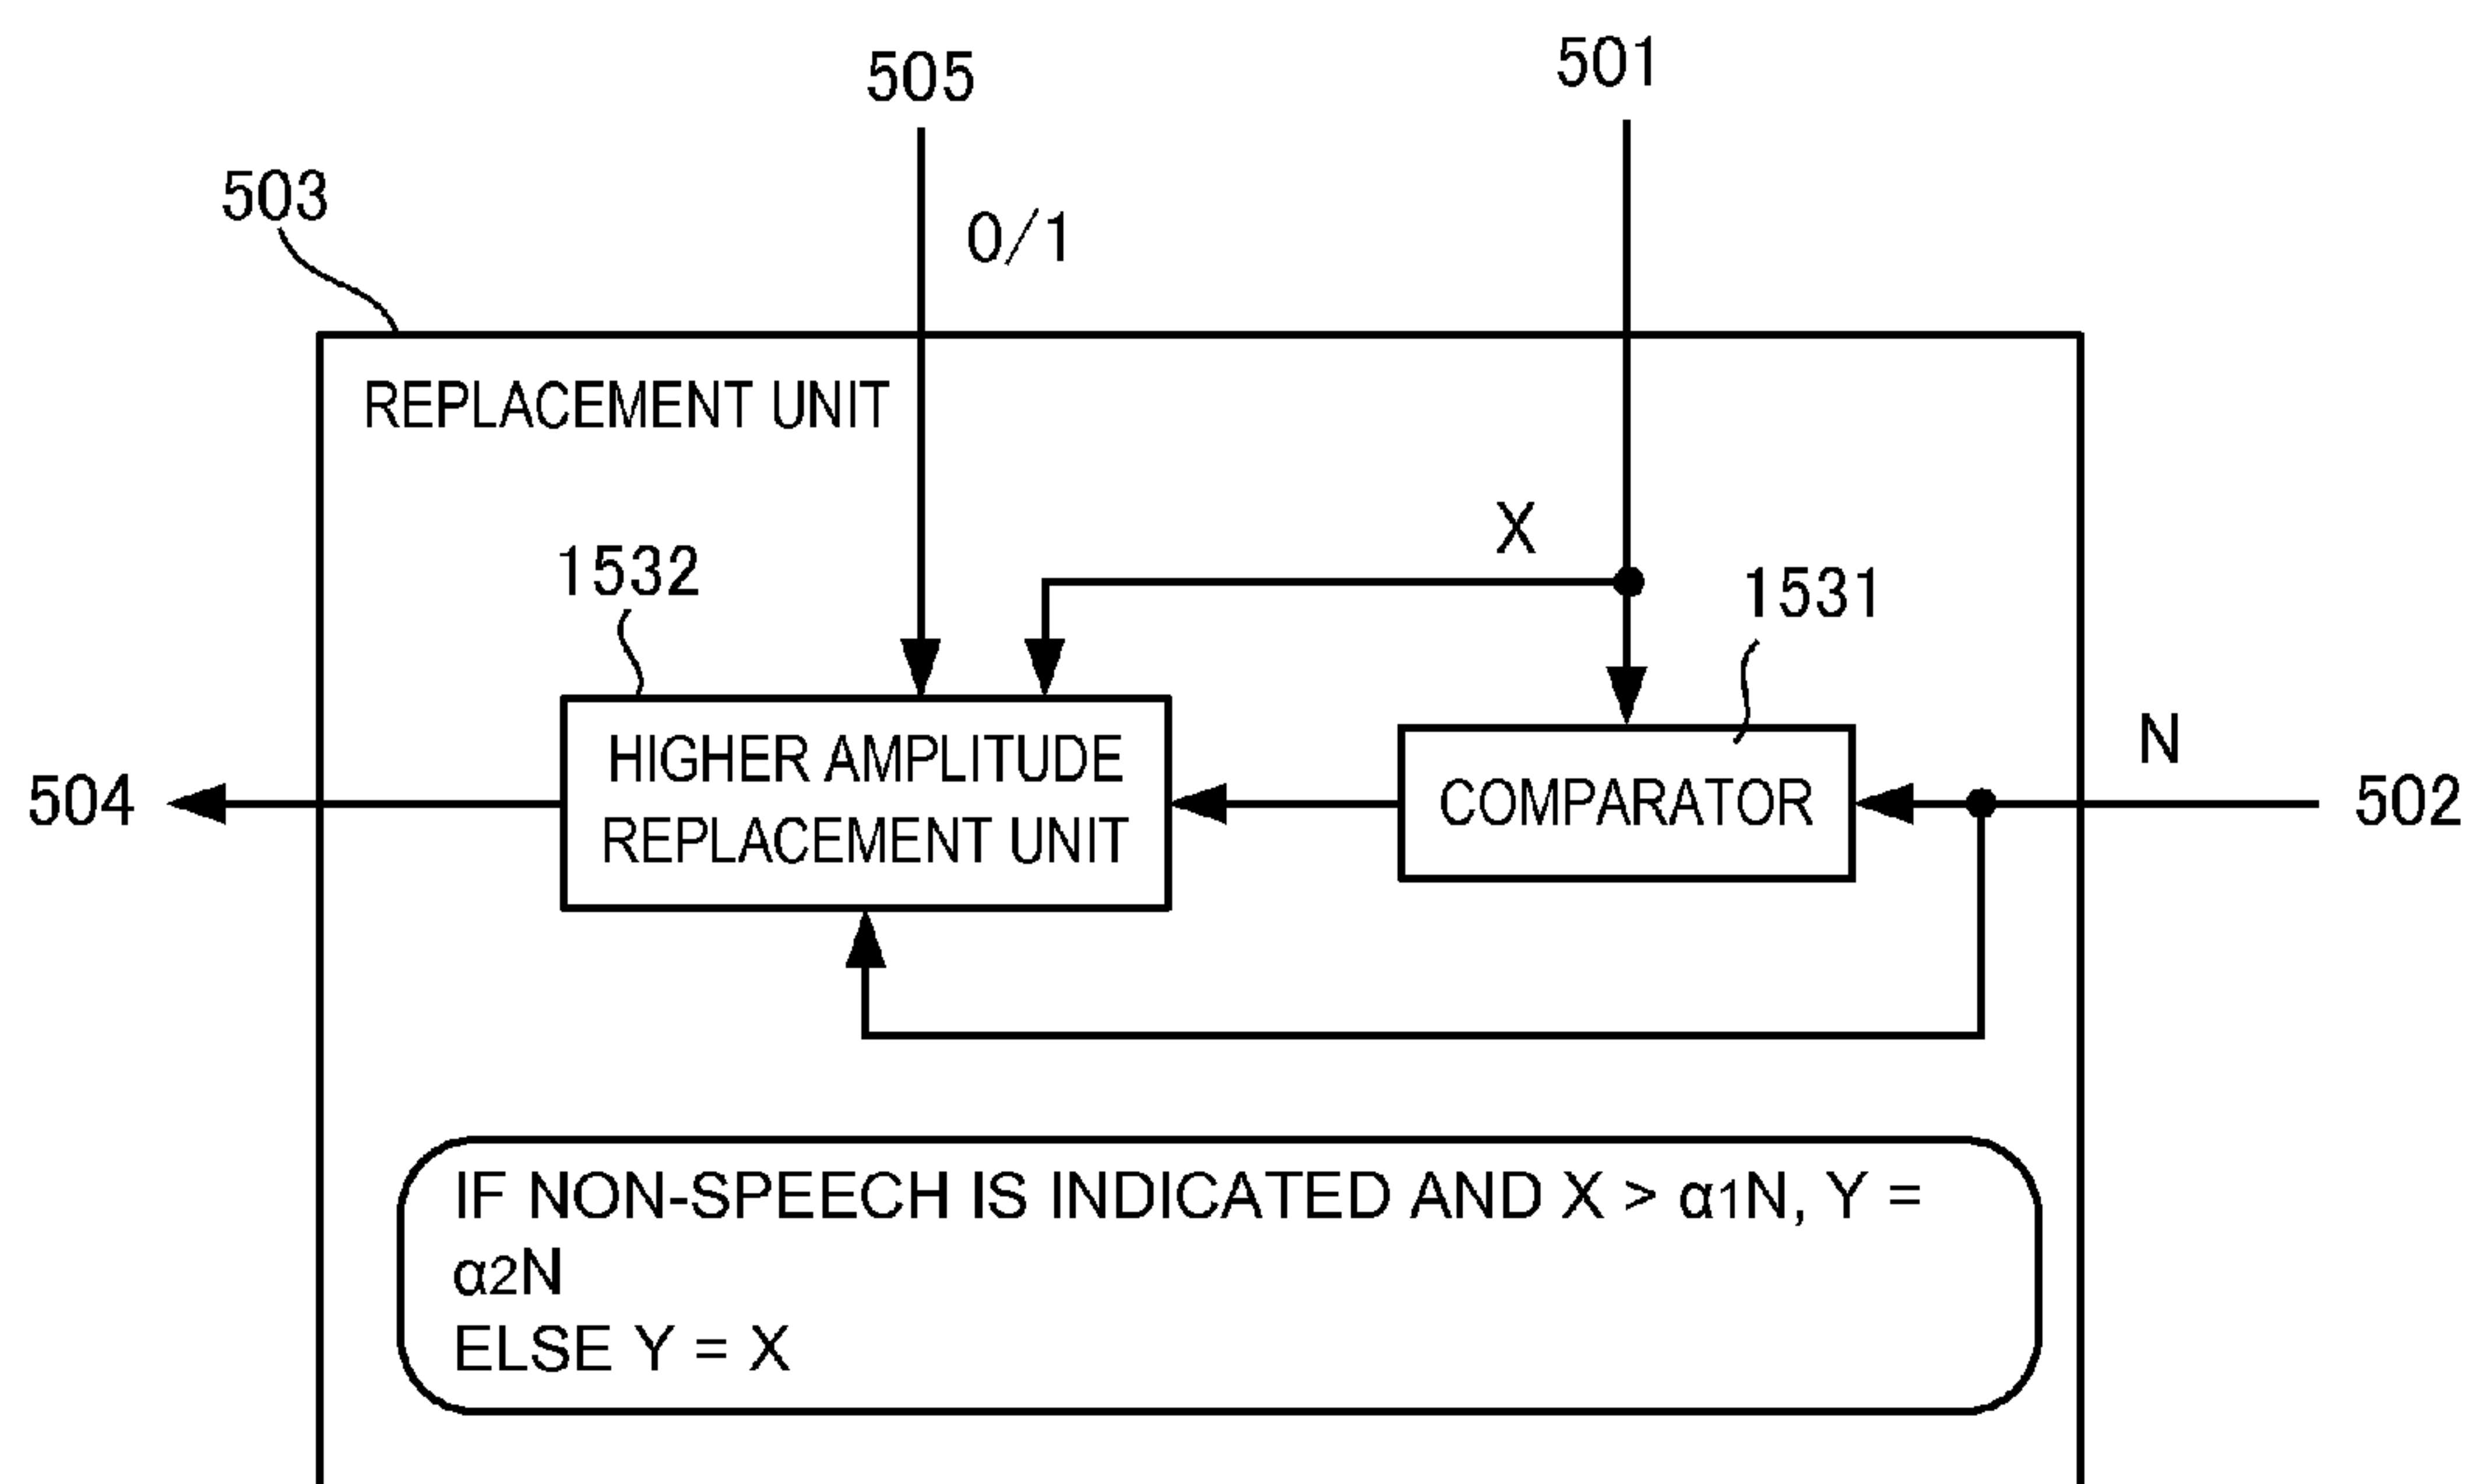 505
501
503
0/1
REPLACEMENT UNIT
X
1532
1531
HIGHER AMPLITUDE
REPLACEMENT UNIT
COMPARATOR
N
504
502
IF NON-SPEECH IS INDICATED AND X > α1N, Y =
α2N
ELSE Y = X